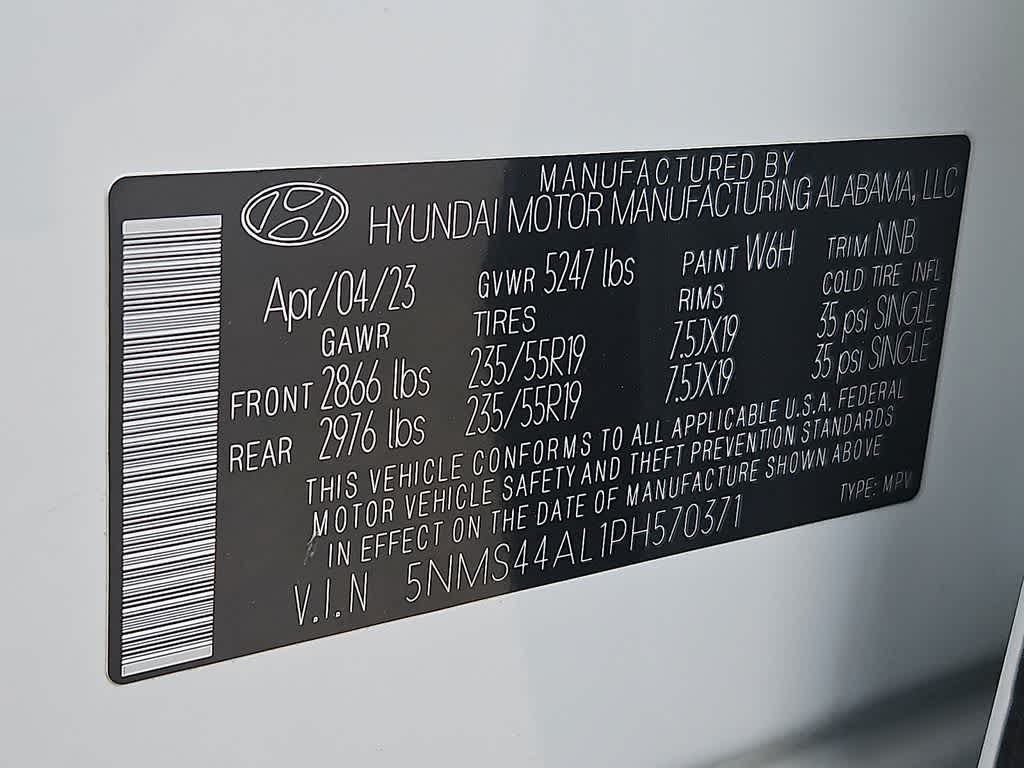 MANUFACTURED BY
HYUNDAI MOTOR MANUFACTURING ALABAMA, LLC
Apr/04/23 GVWR 5247 lbs PAINT W6H TRIM NNB
GAWR TIRES RIMS COLD TIRE INFL
FRONT 2866 lbs 235/55R19 7.5JX19 35 psi SINGLE
REAR 2976 lbs 235/55R19 7.5JX19 35 psi SINGLE
THIS VEHICLE CONFORMS TO ALL APPLICABLE U.S.A. FEDERAL
MOTOR VEHICLE SAFETY AND THEFT PREVENTION STANDARDS
IN EFFECT ON THE DATE OF MANUFACTURE SHOWN ABOVE
V.I.N 5NMS44AL1PH570371 TYPE: MPV